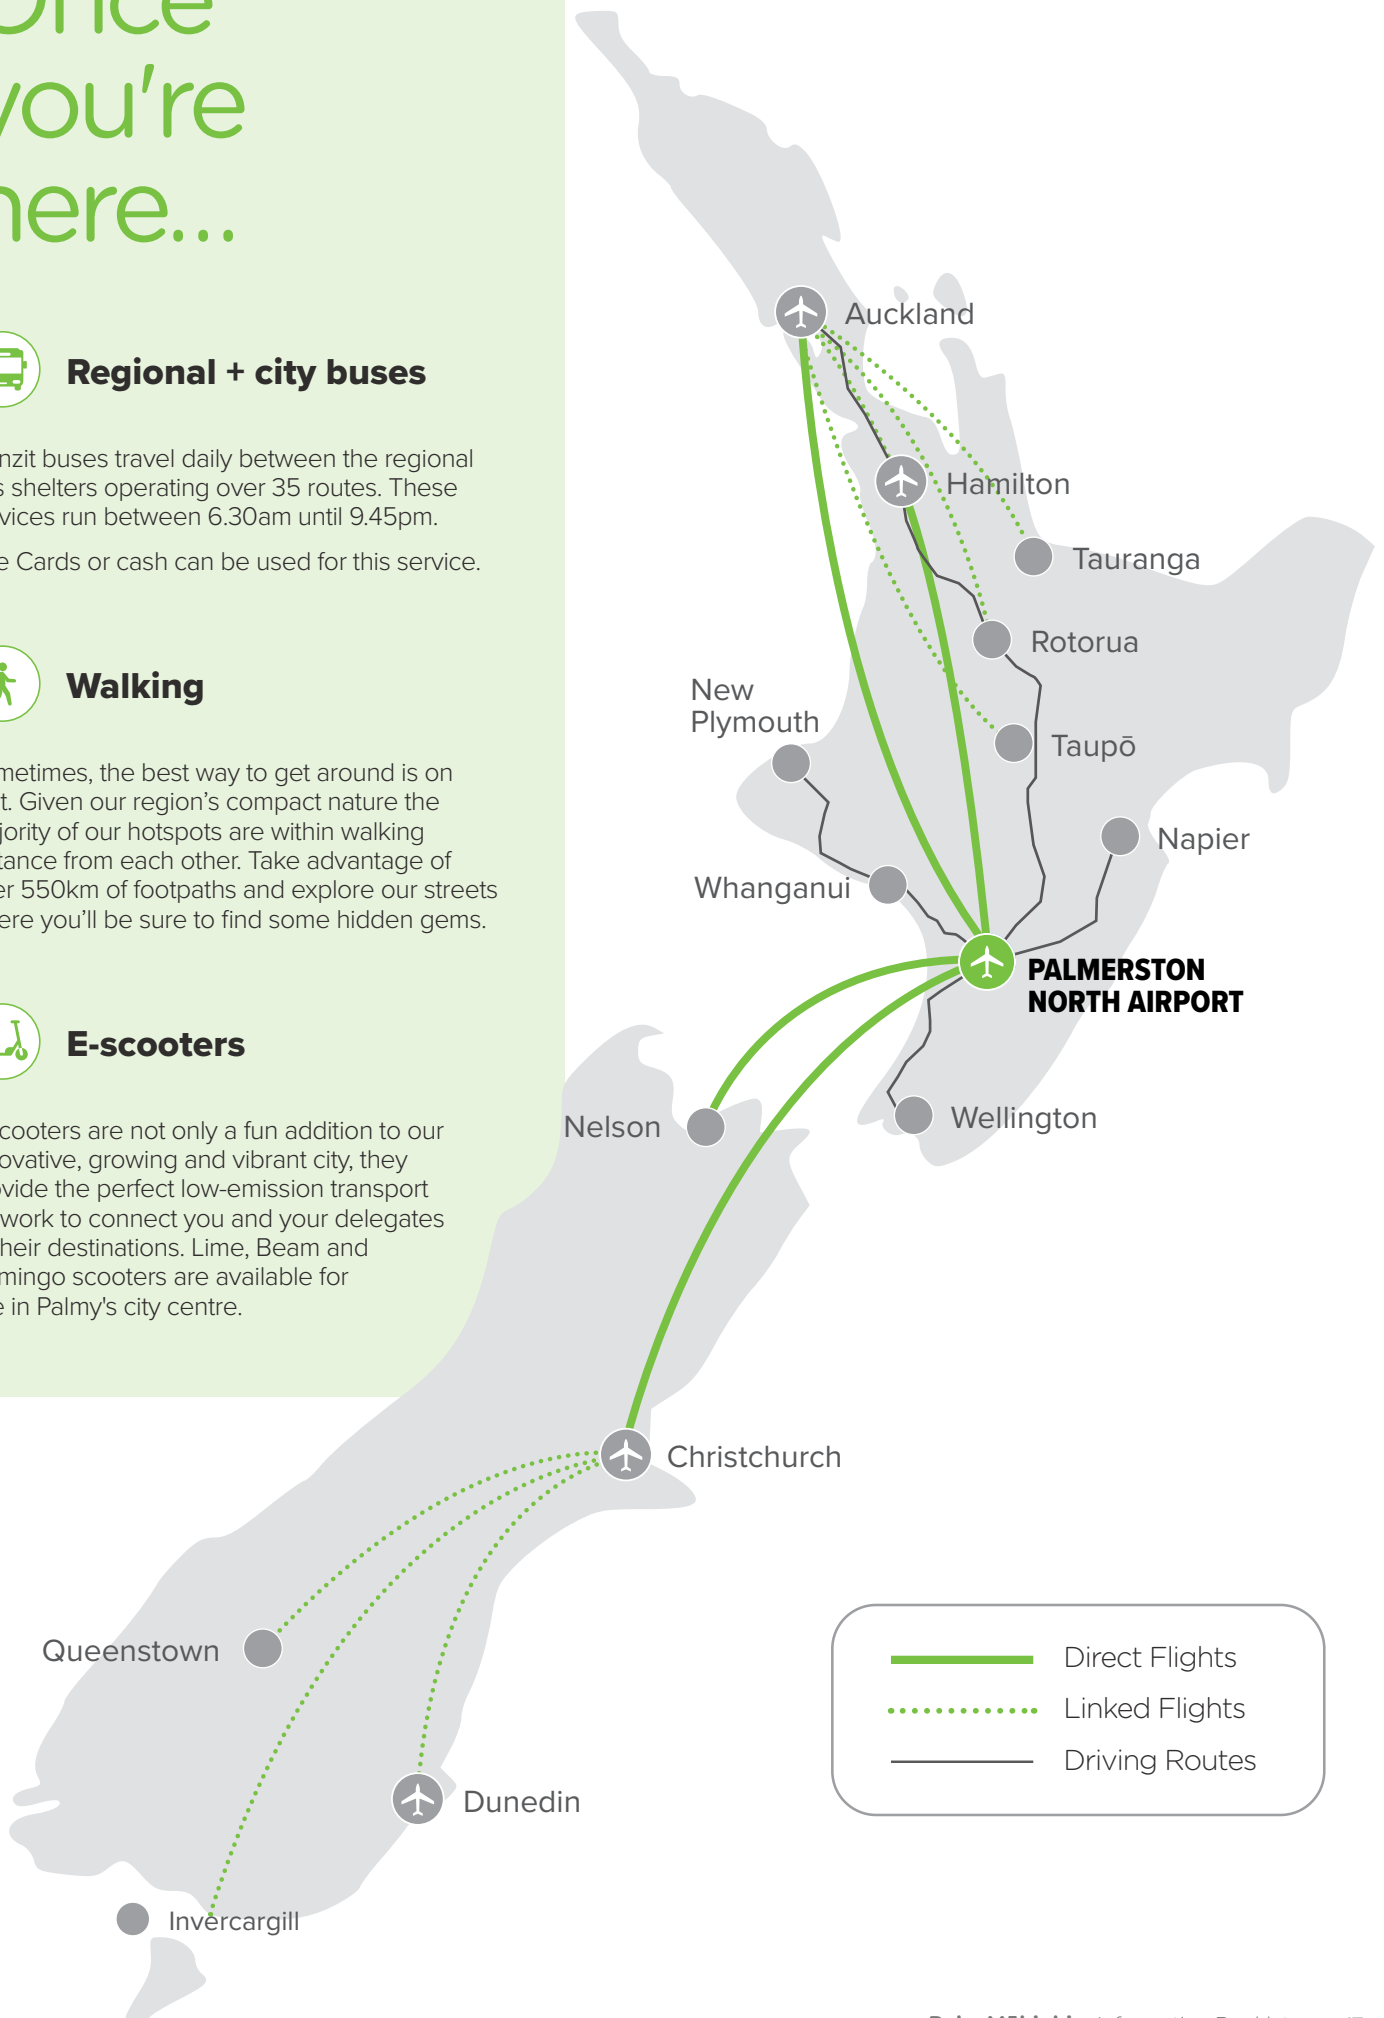 Once
you're
here...
Regional + city buses
nzit buses travel daily between the regional
s shelters operating over 35 routes. These
vices run between 6.30am until 9.45pm.
e Cards or cash can be used for this service.
Walking
metimes, the best way to get around is on
t. Given our region's compact nature the
jority of our hotspots are within walking
tance from each other. Take advantage of
er 550km of footpaths and explore our streets
ere you'll be sure to find some hidden gems.
E-scooters
cooters are not only a fun addition to our
ovative, growing and vibrant city, they
ovide the perfect low-emission transport
work to connect you and your delegates
heir destinations. Lime, Beam and
mingo scooters are available for
e in Palmy's city centre.
Auckland
Hamilton
Tauranga
Rotorua
New
Plymouth
Taupō
Napier
Whanganui
PALMERSTON
NORTH AIRPORT
Nelson
Wellington
Christchurch
Queenstown
Dunedin
Invercargill
Direct Flights
Linked Flights
Driving Routes